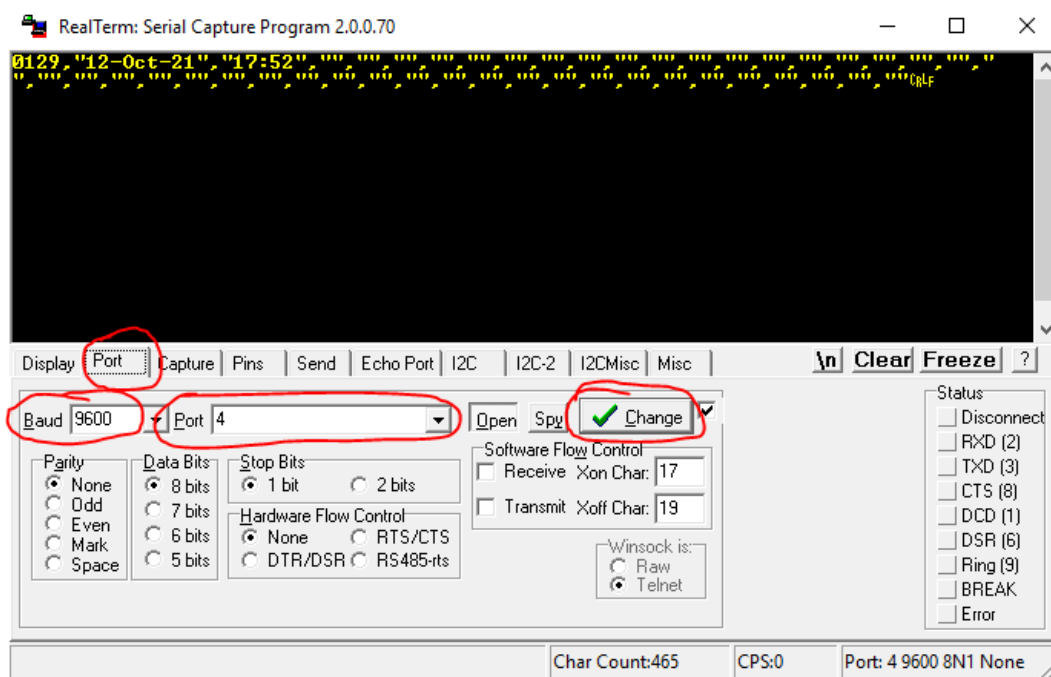 RealTerm: Serial Capture Program 2.0.0.70
0129,"12-Oct-21","17:52","","","","","","","","","","","","","","","","
","","","","","","","","","","","","","","","","","","","",""CRLF
Display Port Capture Pins Send Echo Port I2C I2C-2 I2CMisc Misc \n Clear Freeze ?
Baud 9600 Port 4 Open Spy Change
Status
Disconnect
RXD (2)
TXD (3)
CTS (8)
DCD (1)
DSR (6)
Ring (9)
BREAK
Error
Parity
None
Odd
Even
Mark
Space
Data Bits
8 bits
7 bits
6 bits
5 bits
Stop Bits
1 bit 2 bits
Hardware Flow Control
None RTS/CTS
DTR/DSR RS485-rts
Software Flow Control
Receive Xon Char: 17
Transmit Xoff Char: 19
Winsock is:
Raw
Telnet
Char Count:465 CPS:0 Port: 4 9600 8N1 None